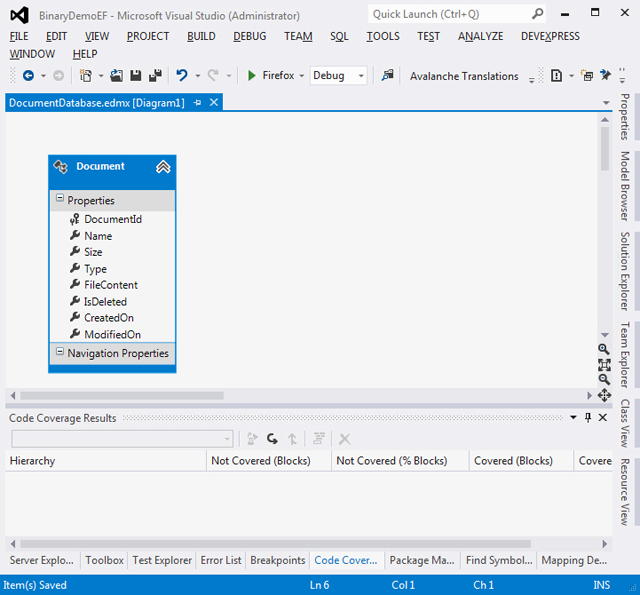 BinaryDemoEF - Microsoft Visual Studio (Administrator)
Quick Launch (Ctrl+Q)
FILE EDIT VIEW PROJECT BUILD DEBUG TEAM SQL TOOLS TEST ANALYZE DEVEXPRESS
WINDOW HELP
Firefox Debug Avalanche Translations
DocumentDatabase.edmx [Diagram1]
Document
Properties
DocumentId
Name
Size
Type
FileContent
IsDeleted
CreatedOn
ModifiedOn
Navigation Properties
Properties
Model Browser
Solution Explorer
Team Explorer
Class View
Resource View
Code Coverage Results
Hierarchy Not Covered (Blocks) Not Covered (% Blocks) Covered (Blocks) Covere
Server Explo... Toolbox Test Explorer Error List Breakpoints Code Cover... Package Ma... Find Symbol... Mapping De...
Item(s) Saved Ln 6 Col 1 Ch 1 INS